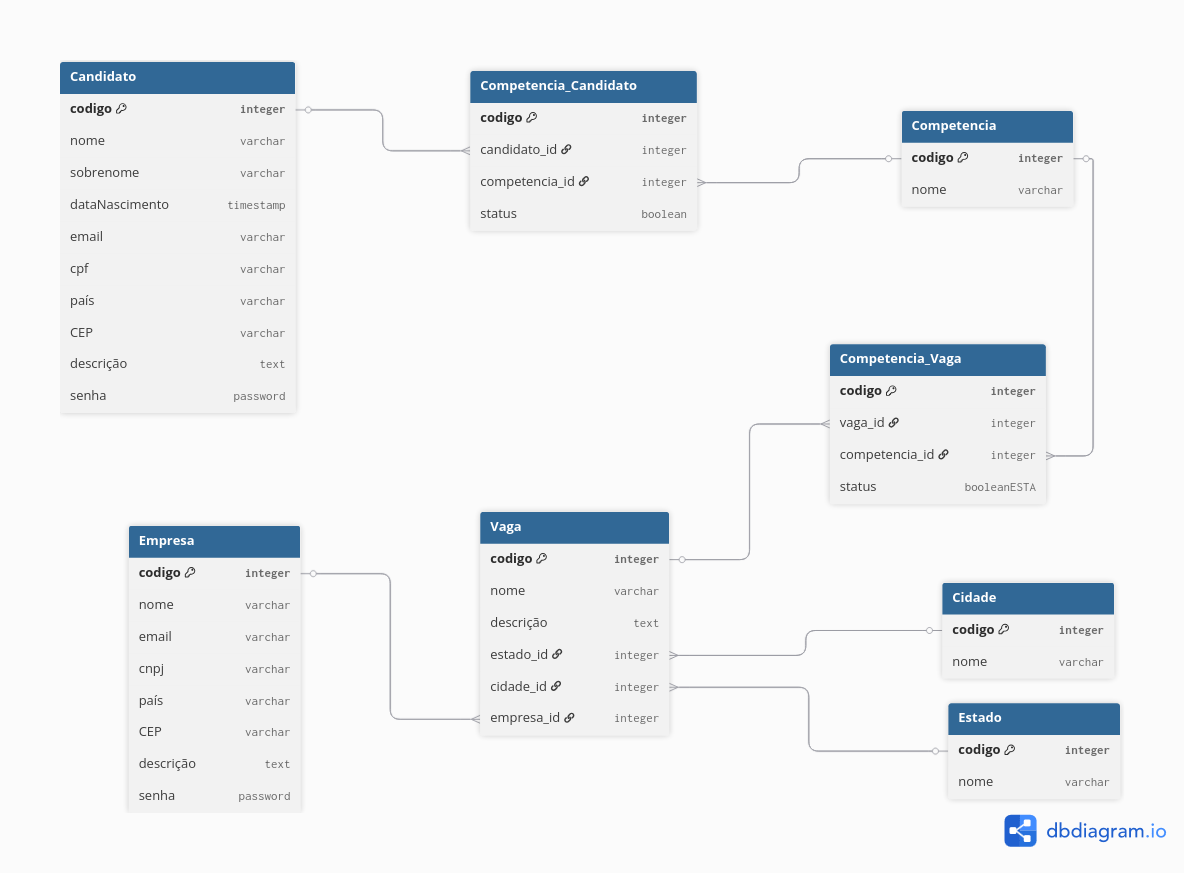 Candidato
codigo integer
nome varchar
sobrenome varchar
dataNascimento timestamp
email varchar
cpf varchar
país varchar
CEP varchar
descrição text
senha password
Competencia_Candidato
codigo integer
candidato_id integer
competencia_id integer
status boolean
Competencia
codigo integer
nome varchar
Competencia_Vaga
codigo integer
vaga_id integer
competencia_id integer
status booleanESTA
Empresa
codigo integer
nome varchar
email varchar
cnpj varchar
país varchar
CEP varchar
descrição text
senha password
Vaga
codigo integer
nome varchar
descrição text
estado_id integer
cidade_id integer
empresa_id integer
Cidade
codigo integer
nome varchar
Estado
codigo integer
nome varchar
dbdiagram.io